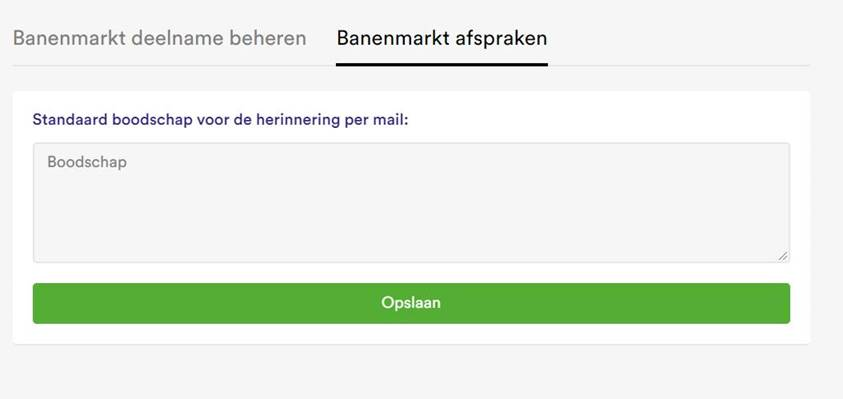 Banenmarkt deelname beheren Banenmarkt afspraken
Standaard boodschap voor de herinnering per mail:
Boodschap
Opslaan